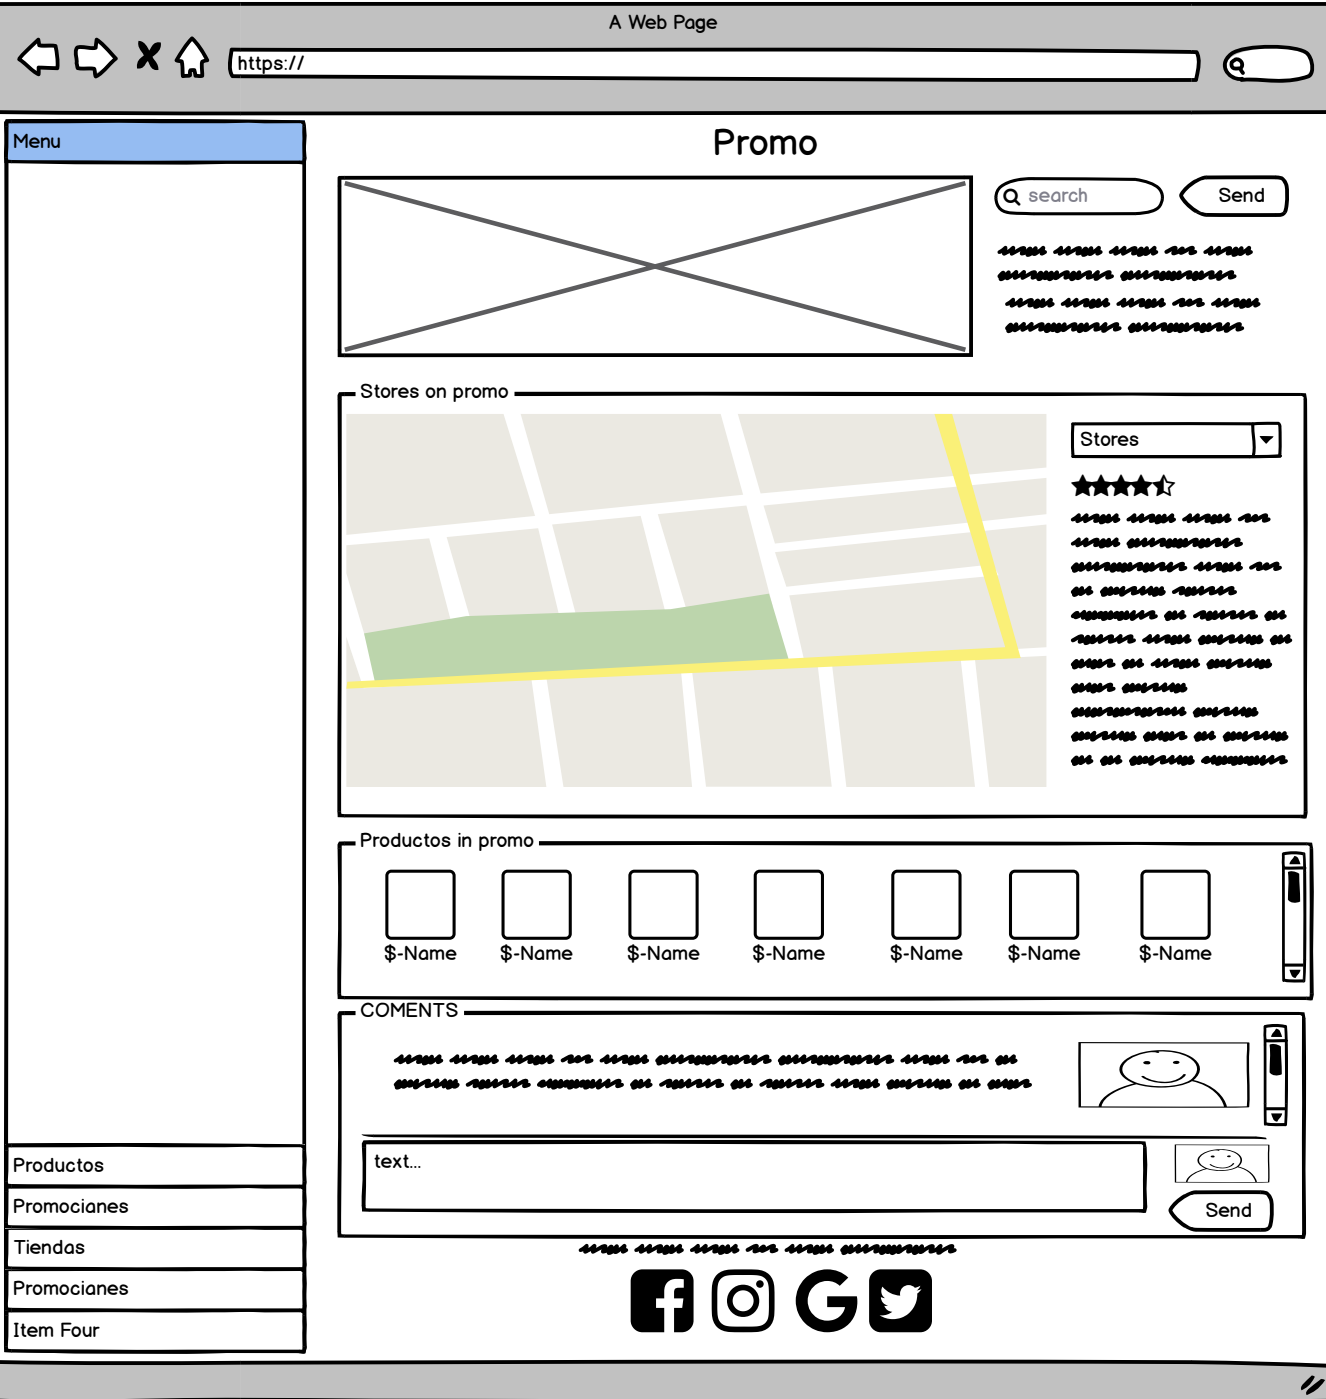 A Web Page
https://
Menu
Promo
search
Send
Stores on promo
Stores
Productos in promo
$-Name
$-Name
$-Name
$-Name
$-Name
$-Name
$-Name
COMENTS
text...
Send
Productos
Promocianes
Tiendas
Promocianes
Item Four